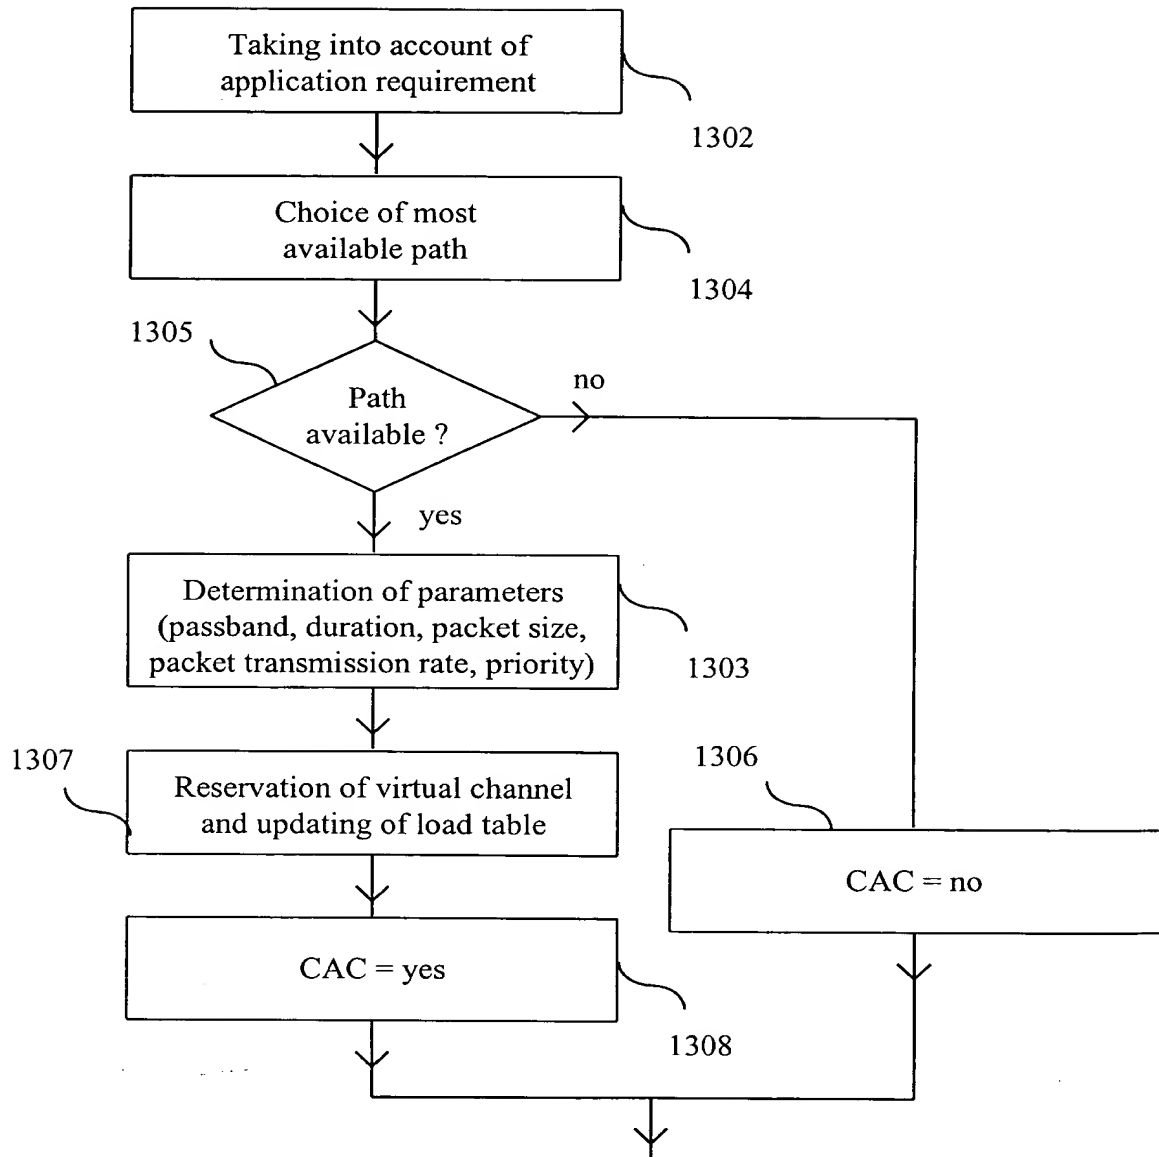 Taking into account of
application requirement
1302
Choice of most
available path
1304
1305
Path
available ?
no
yes
Determination of parameters
(passband, duration, packet size,
packet transmission rate, priority)
1303
1307
Reservation of virtual channel
and updating of load table
1306
CAC = no
CAC = yes
1308